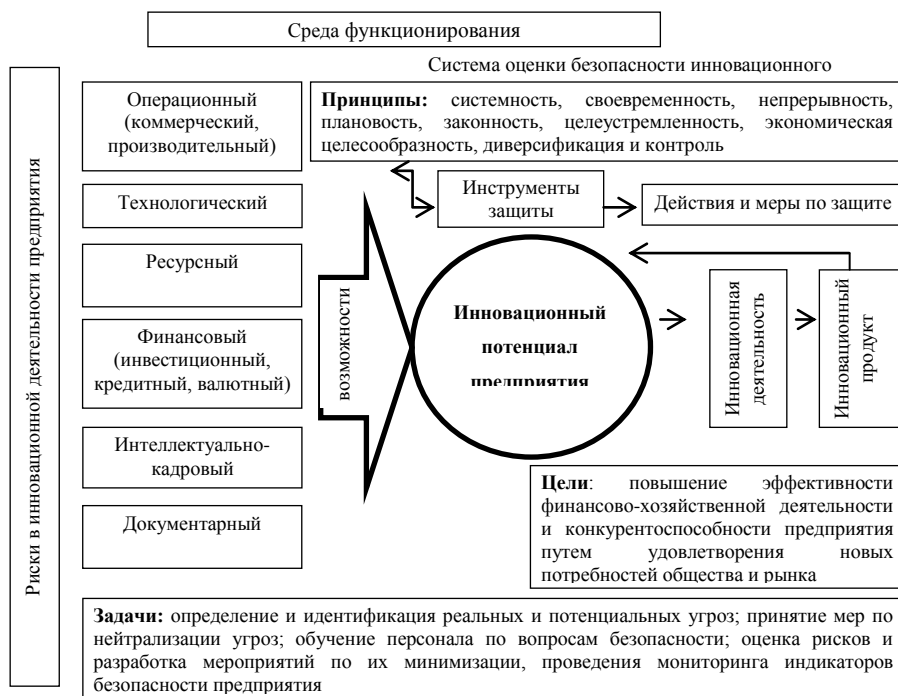 Среда функционирования
Система оценки безопасности инновационного
Риски в инновационной деятельности предприятия
Операционный
(коммерческий,
производительный)
Технологический
Ресурсный
Финансовый
(инвестиционный,
кредитный, валютный)
Интеллектуально-
кадровый
Документарный
Принципы: системность, своевременность, непрерывность,
плановость, законность, целеустремленность, экономическая
целесообразность, диверсификация и контроль
Инструменты
защиты
Действия и меры по защите
возможности
Инновационный
потенциал
предприятия
Инновационная
деятельность
Инновационный
продукт
Цели: повышение эффективности
финансово-хозяйственной деятельности
и конкурентоспособности предприятия
путем удовлетворения новых
потребностей общества и рынка
Задачи: определение и идентификация реальных и потенциальных угроз; принятие мер по
нейтрализации угроз; обучение персонала по вопросам безопасности; оценка рисков и
разработка мероприятий по их минимизации, проведения мониторинга индикаторов
безопасности предприятия